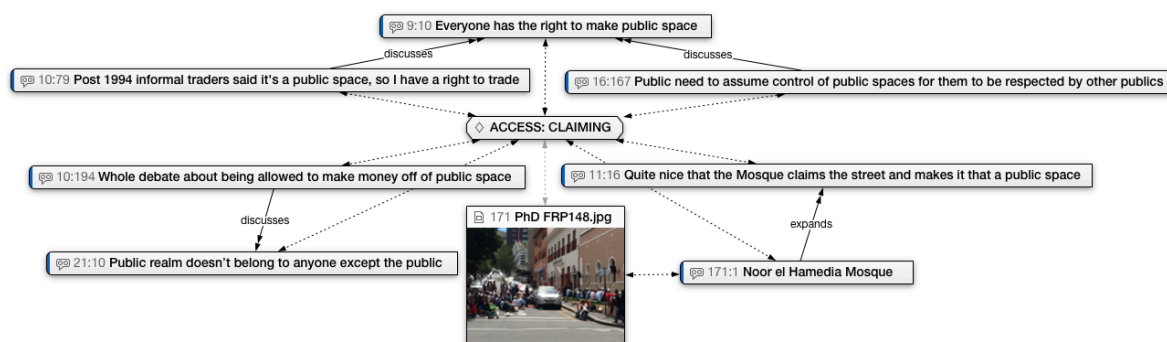 9:10 Everyone has the right to make public space
discusses
discusses
10:79 Post 1994 informal traders said it's a public space, so I have a right to trade
16:167 Public need to assume control of public spaces for them to be respected by other publics
ACCESS: CLAIMING
10:194 Whole debate about being allowed to make money off of public space
11:16 Quite nice that the Mosque claims the street and makes it that a public space
discusses
171 PhD FRP148.jpg
expands
21:10 Public realm doesn't belong to anyone except the public
171:1 Noor el Hamedia Mosque